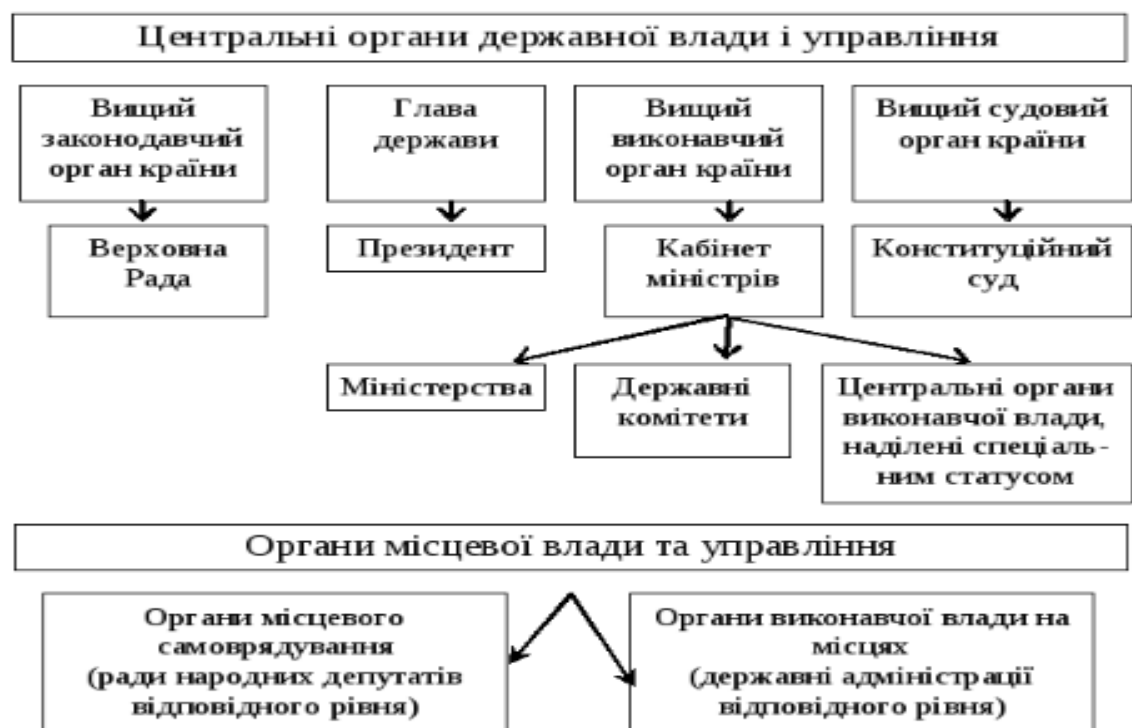 Центральні органи державної влади і управління
Вищий
законодавчий
орган країни
Глава
держави
Вищий
виконавчий
орган країни
Вищий судовий
орган країни
Верховна
Рада
Президент
Кабінет
міністрів
Конституційний
суд
Міністерства
Державні
комітети
Центральні органи
виконавчої влади,
наділені спеціаль-
ним статусом
Органи місцевої влади та управління
Органи місцевого
самоврядування
(ради народних депутатів
відповідного рівня)
Органи виконавчої влади на
місцях
(державні адміністрації
відповідного рівня)